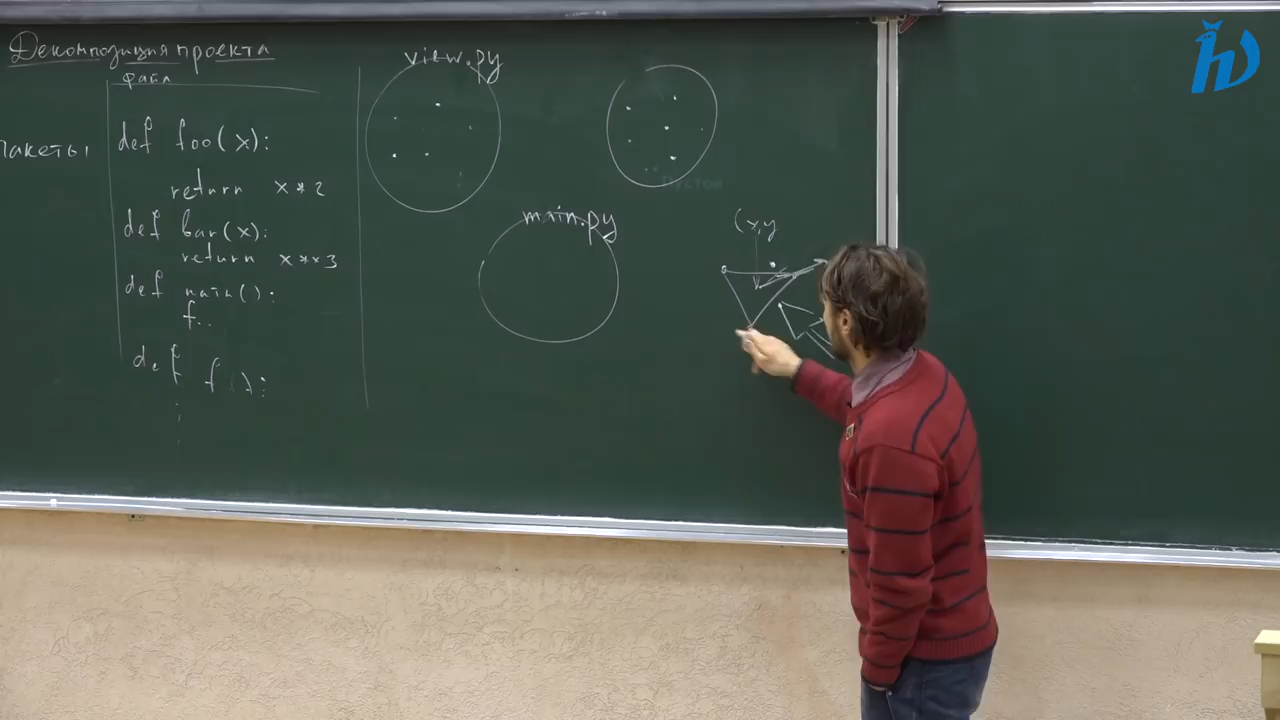 Декомпозиция проекта
файл
пакеты
def foo(x):
return x**2
def bar(x):
return x**3
def main():
f..
def f():
view.py
Пустой
main.py
(x,y